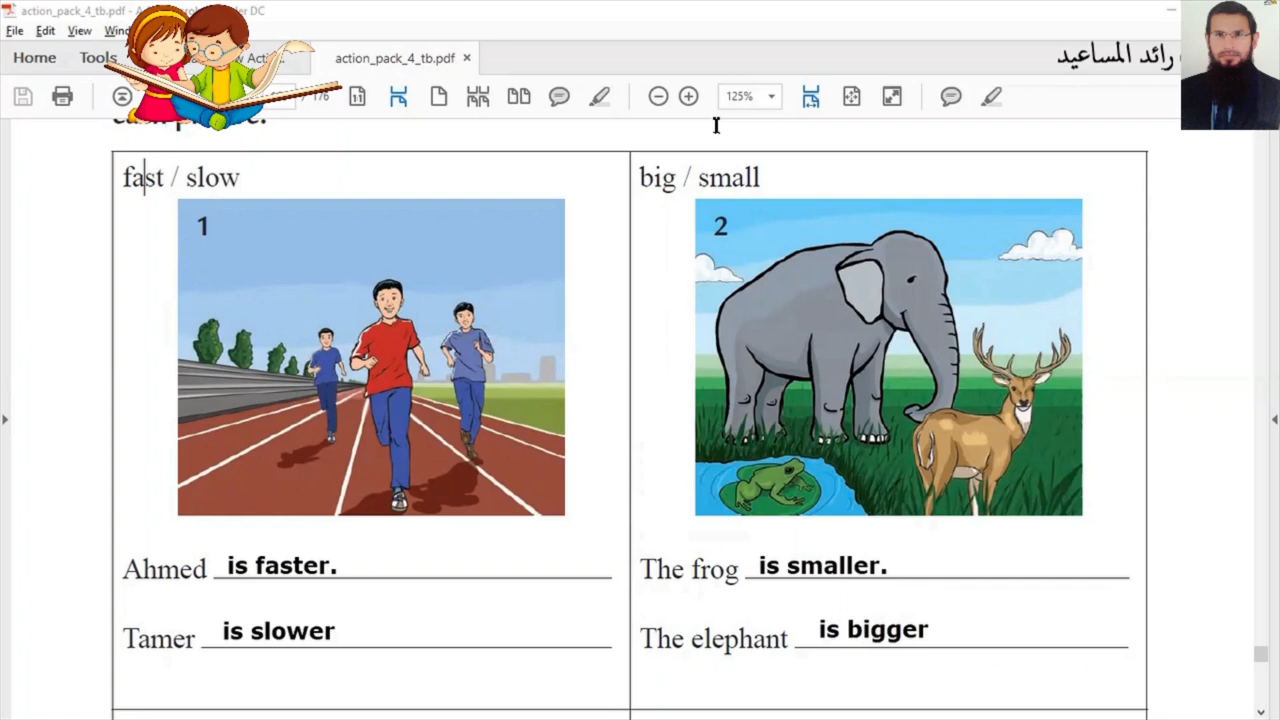 action_pack_4_tb.pdf - A
DC
File Edit View
Home Tools
action_pack_4_tb.pdf ×
رائد المساعيد
125%
fast / slow
big / small
1
2
Ahmed is faster.
The frog is smaller.
Tamer is slower
The elephant is bigger